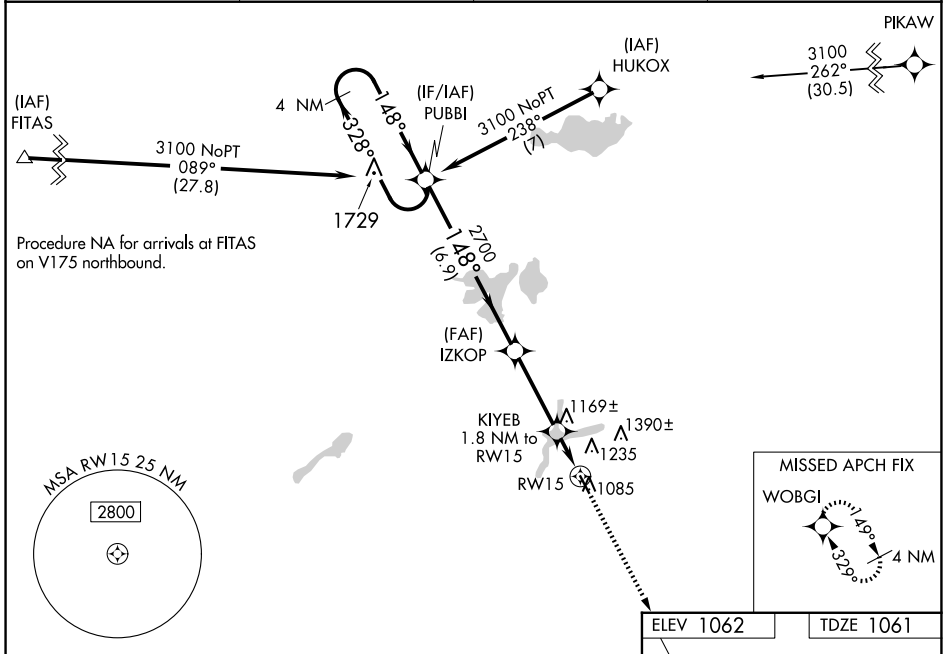 PIKAW
3100
262°
(30.5)
(IAF)
HUKOX
3100 NoPT
238°
(7)
(IF/IAF)
PUBBI
4 NM
148°
328°
(IAF)
FITAS
3100 NoPT
089°
(27.8)
1729
Procedure NA for arrivals at FITAS
on V175 northbound.
2700
148°
(6.9)
(FAF)
IZKOP
KIYEB
1.8 NM to
RW15
1169±
1390±
1235
RW15
1085
MSA RW15 25 NM
2800
MISSED APCH FIX
WOBGI
149°
329°
4 NM
ELEV 1062
TDZE 1061